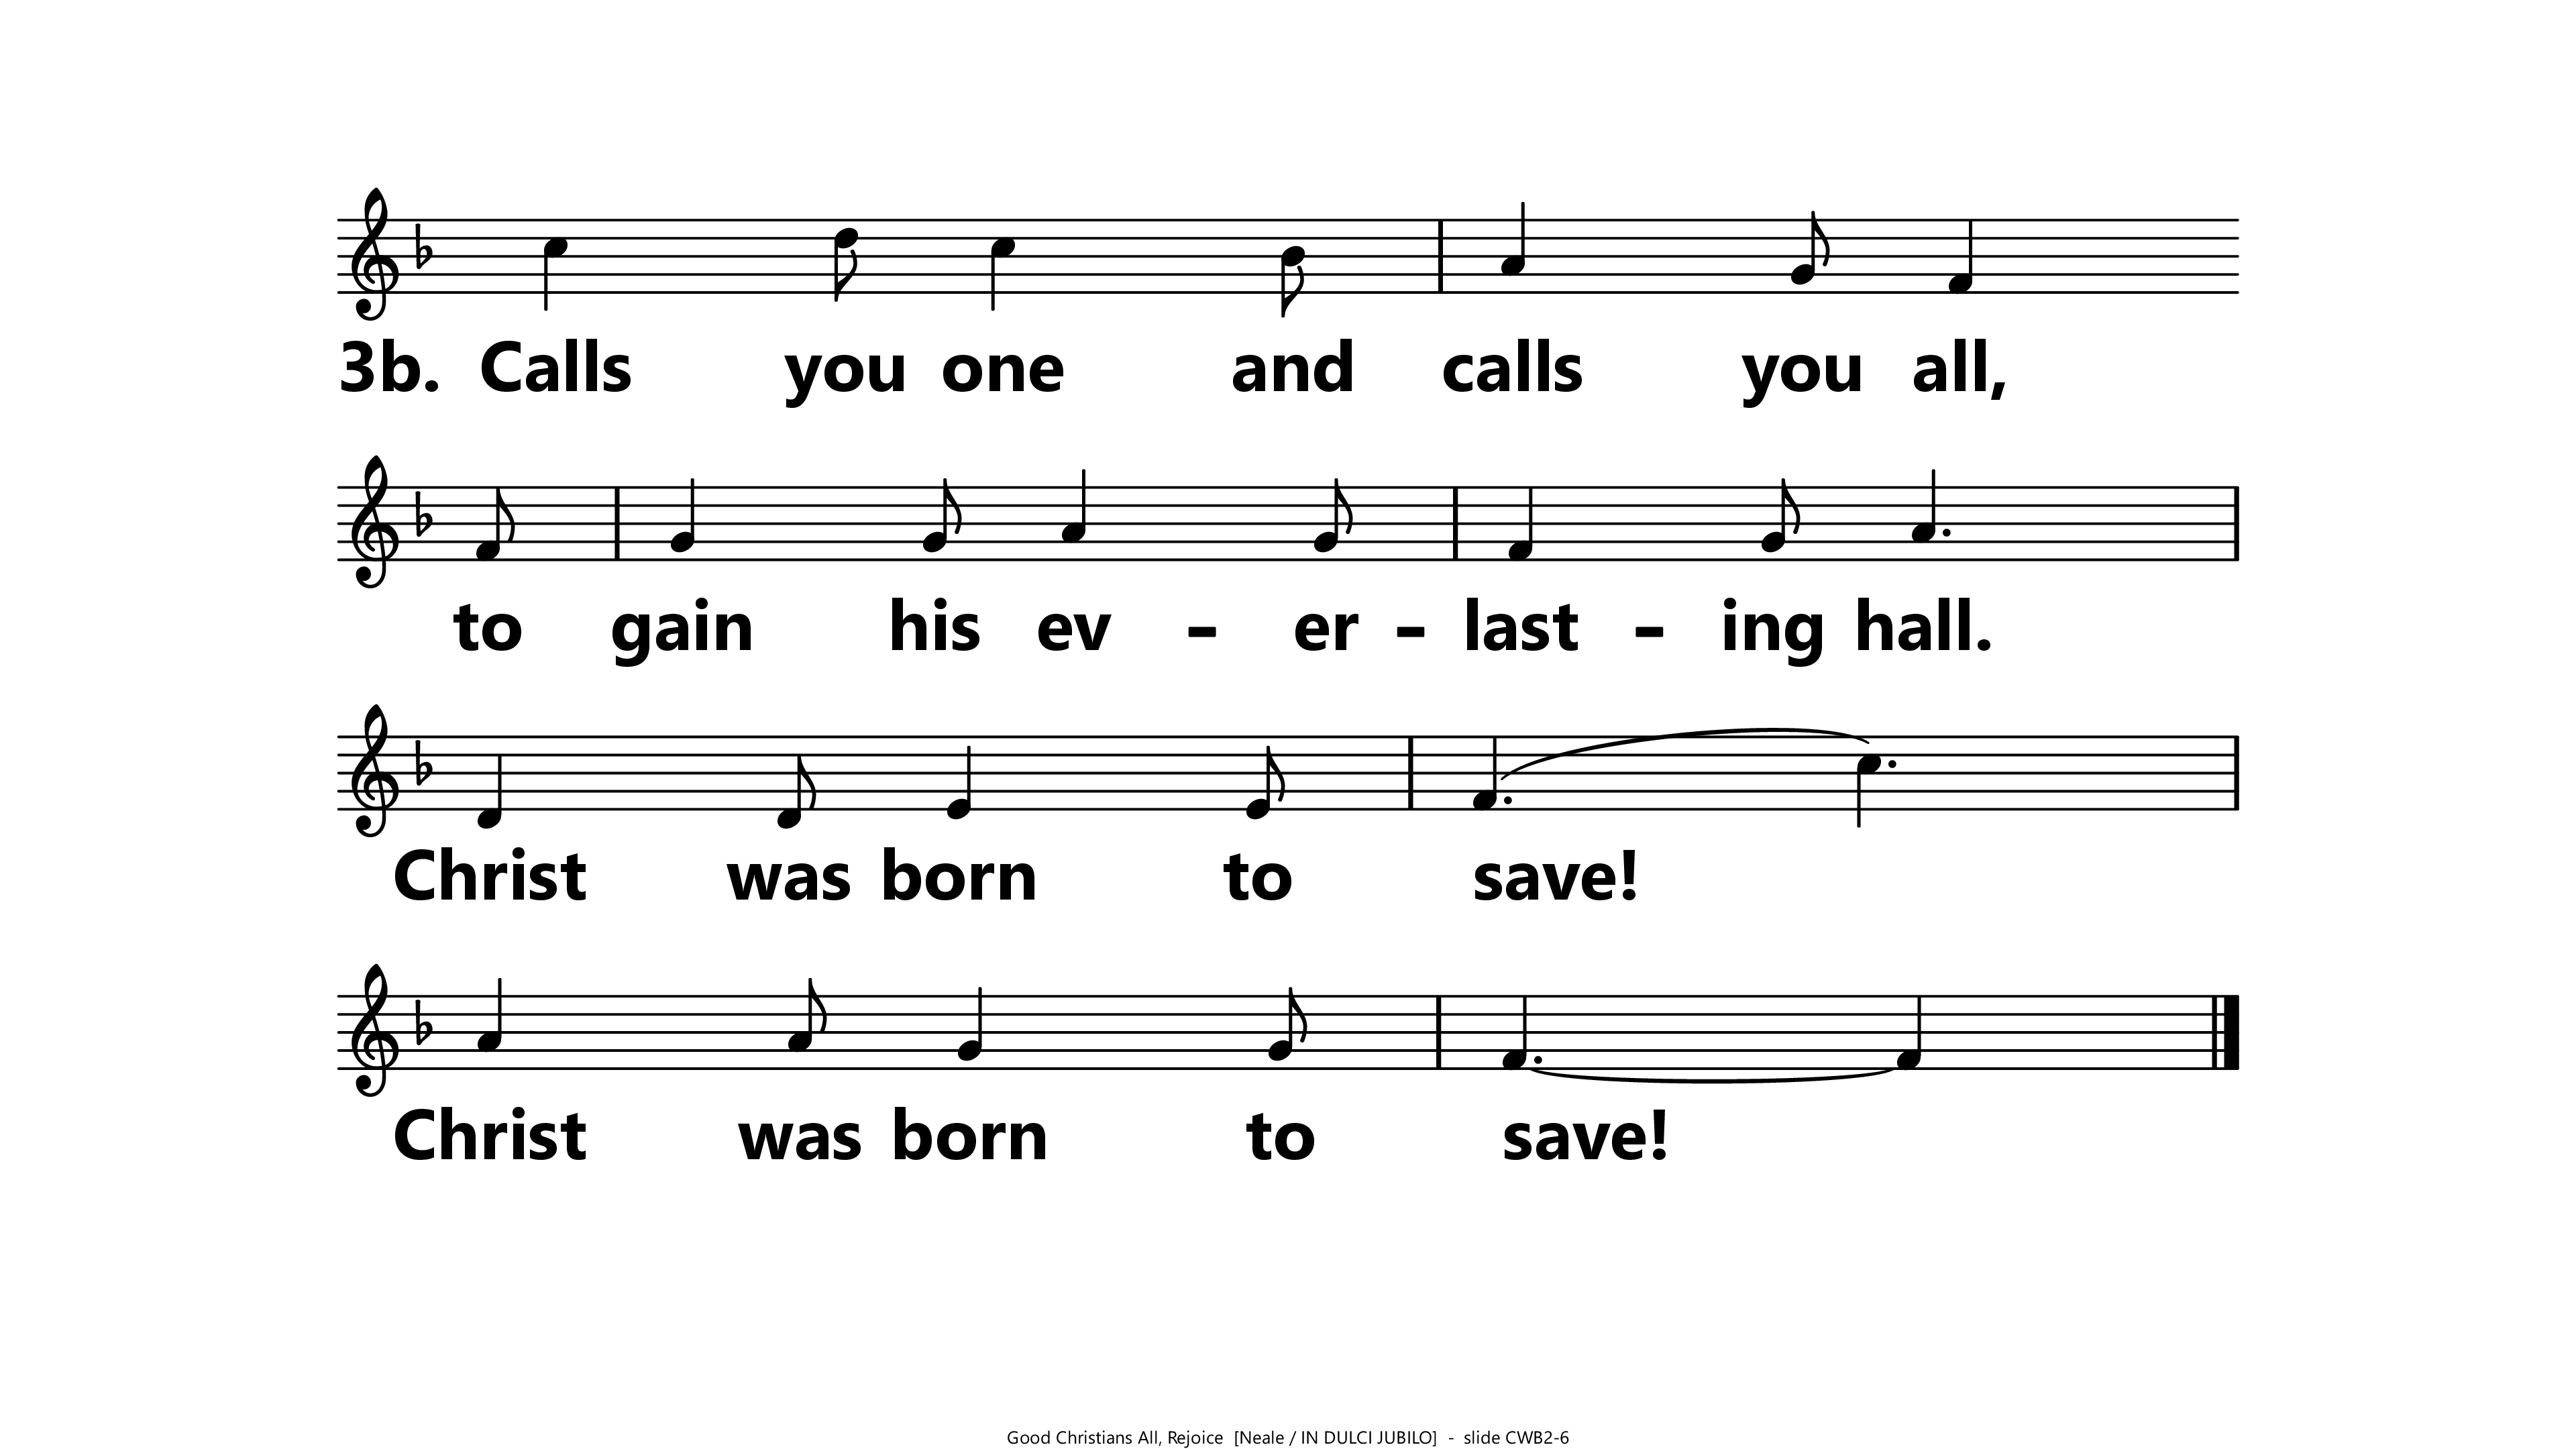 3b. Calls you one and calls you all,
to gain his ev - er - last - ing hall.
Christ was born to save!
Christ was born to save!
Good Christians All, Rejoice [Neale / IN DULCI JUBILO] - slide CWB2-6